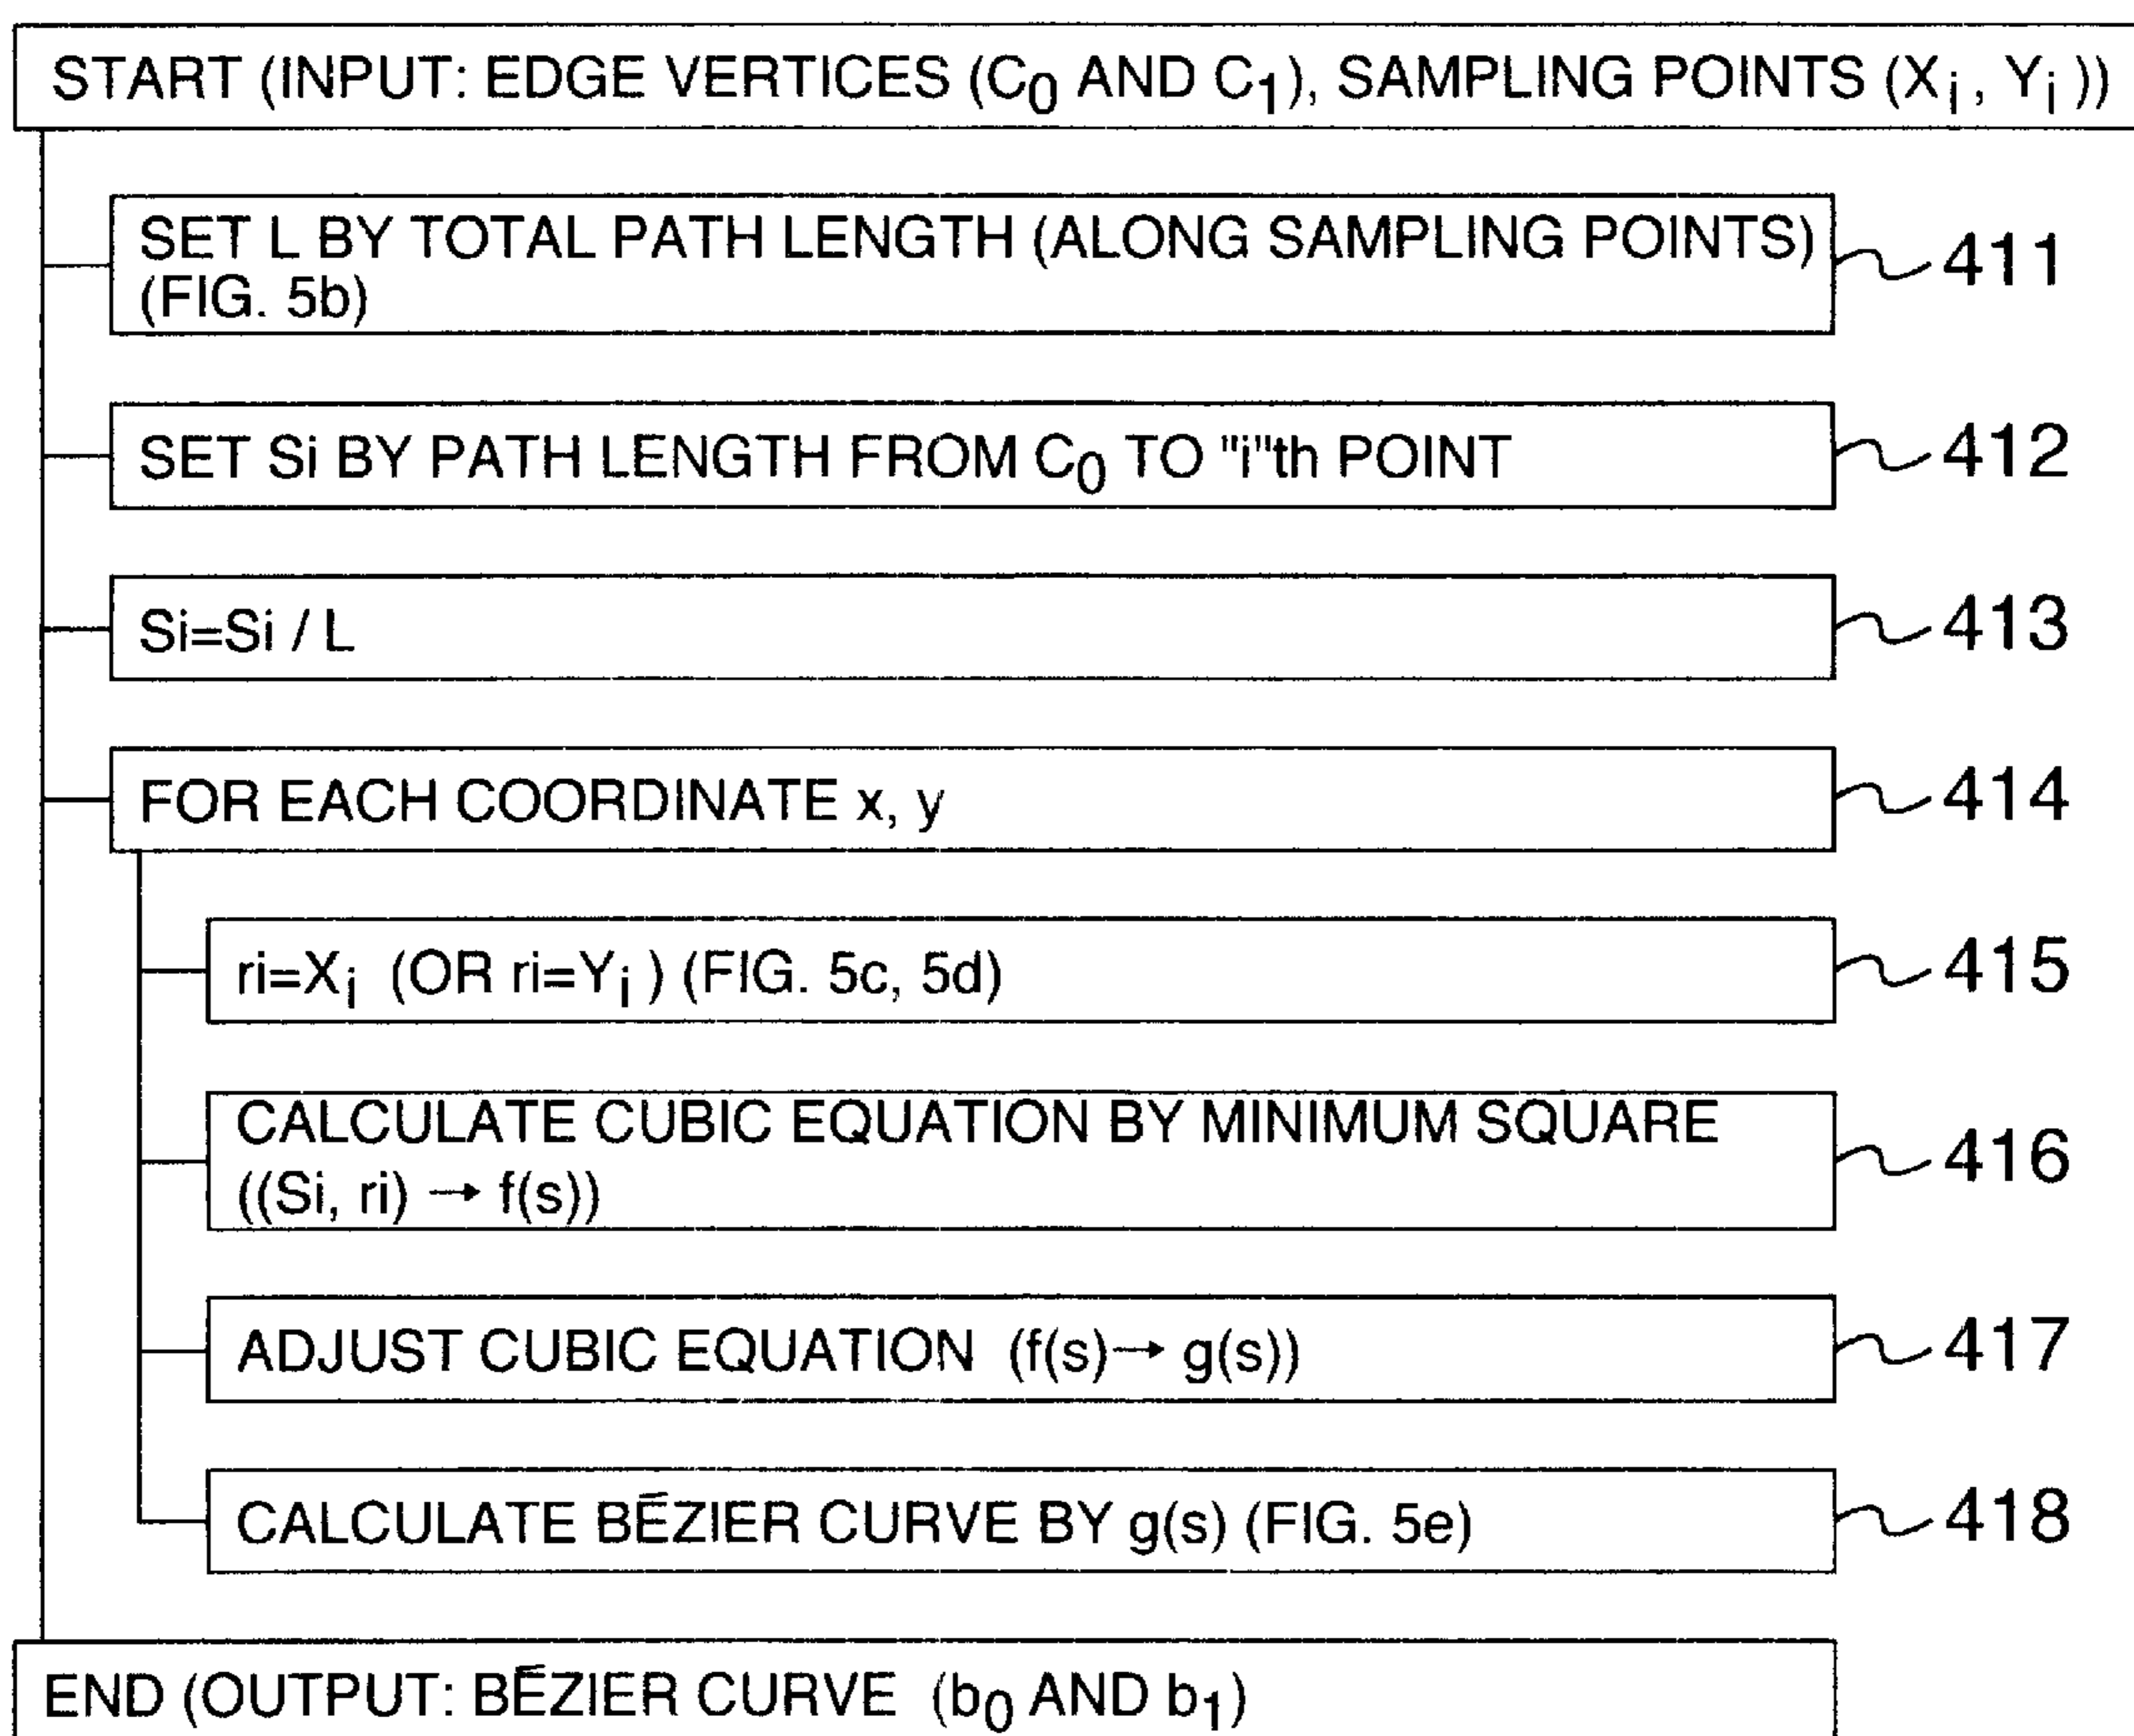 START (INPUT: EDGE VERTICES (C₀ AND C₁), SAMPLING POINTS (Xᵢ, Yᵢ))
SET L BY TOTAL PATH LENGTH (ALONG SAMPLING POINTS)
(FIG. 5b)
411
SET Si BY PATH LENGTH FROM C₀ TO "i"th POINT
412
Si=Si / L
413
FOR EACH COORDINATE x, y
414
ri=Xᵢ (OR ri=Yᵢ) (FIG. 5c, 5d)
415
CALCULATE CUBIC EQUATION BY MINIMUM SQUARE
((Si, ri) → f(s))
416
ADJUST CUBIC EQUATION (f(s)→ g(s))
417
CALCULATE BÉZIER CURVE BY g(s) (FIG. 5e)
418
END (OUTPUT: BÉZIER CURVE (b₀ AND b₁)